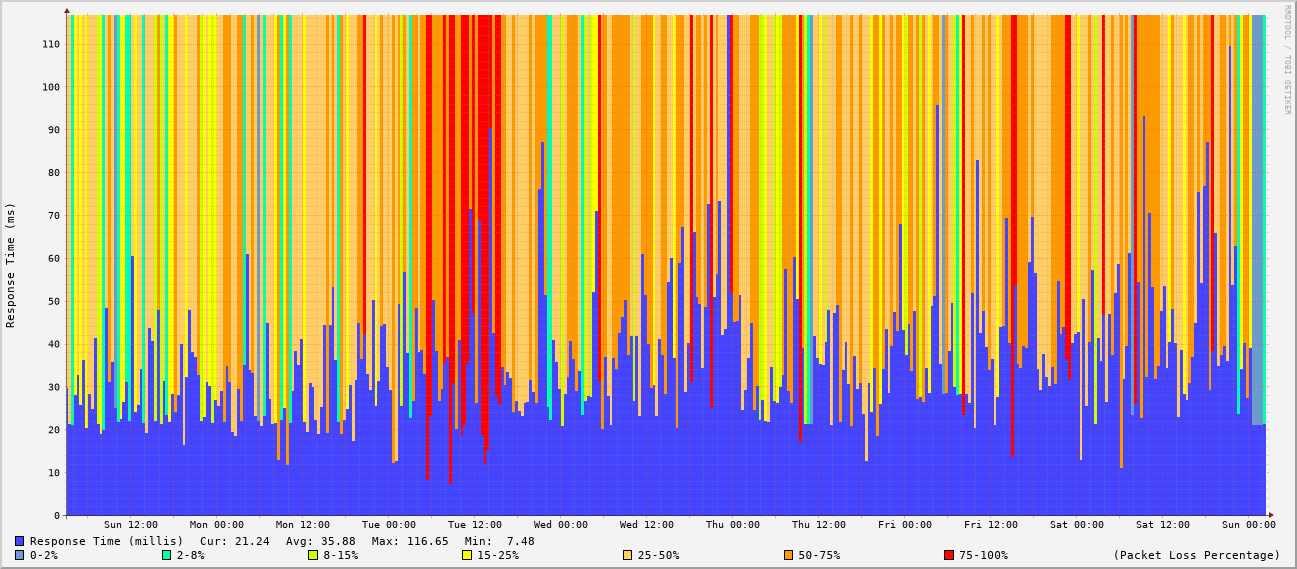 RRDTOOL / TOBI OETIKER
Response Time (ms)
110
100
90
80
70
60
50
40
30
20
10
0
Sun 12:00 Mon 00:00 Mon 12:00 Tue 00:00 Tue 12:00 Wed 00:00 Wed 12:00 Thu 00:00 Thu 12:00 Fri 00:00 Fri 12:00 Sat 00:00 Sat 12:00 Sun 00:00
Response Time (millis) Cur: 21.24 Avg: 35.88 Max: 116.65 Min: 7.48
0-2% 2-8% 8-15% 15-25% 25-50% 50-75% 75-100% (Packet Loss Percentage)